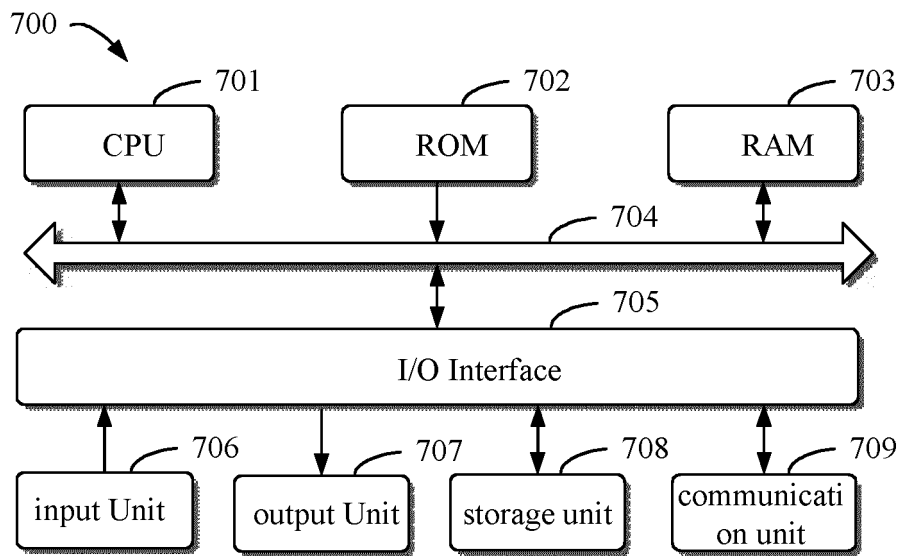 700
701
702
703
CPU
ROM
RAM
704
705
I/O Interface
706
707
708
709
input Unit
output Unit
storage unit
communicati
on unit